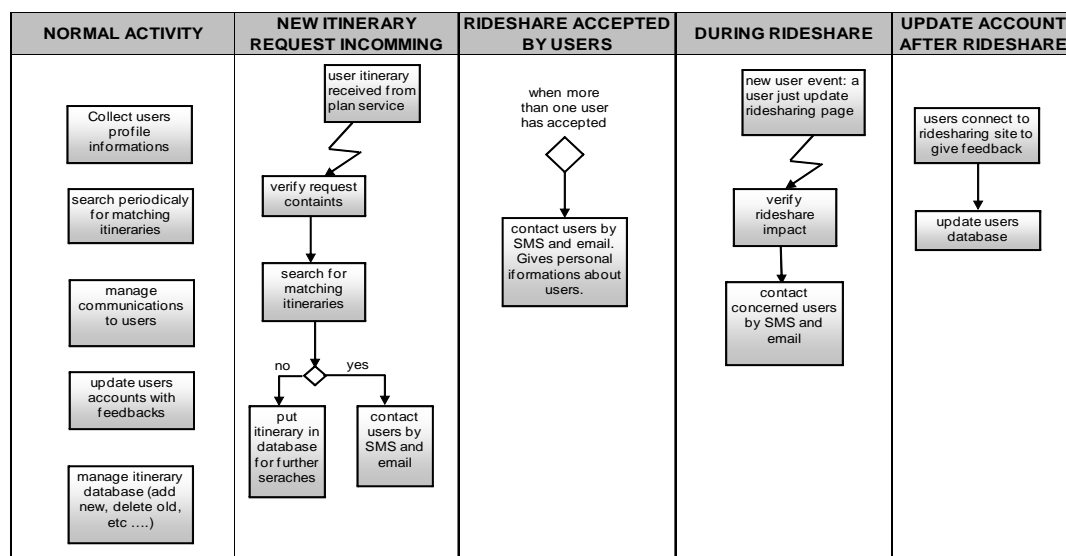 NORMAL ACTIVITY
NEW ITINERARY
REQUEST INCOMMING
RIDESHARE ACCEPTED
BY USERS
DURING RIDESHARE
UPDATE ACCOUNT
AFTER RIDESHARE
Collect users
profile
informations
search periodicaly
for matching
itineraries
manage
communications
to users
update users
accounts with
feedbacks
manage itinerary
database (add
new, delete old,
etc ....)
user itinerary
received from
plan service
verify request
containts
search for
matching
itineraries
no
yes
put
itinerary in
database
for further
seraches
contact
users by
SMS and
email
when more
than one user
has accepted
contact users by
SMS and email.
Gives personal
iformations about
users.
new user event: a
user just update
ridesharing page
verify
rideshare
impact
contact
concerned users
by SMS and
email
users connect to
ridesharing site to
give feedback
update users
database